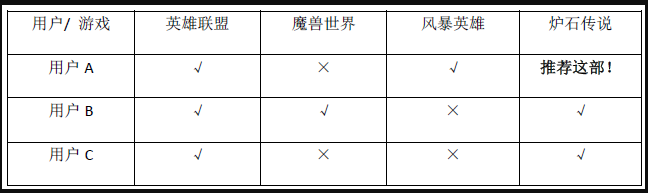 用户/ 游戏 英雄联盟 魔兽世界 风暴英雄 炉石传说
用户 A √ × √ 推荐这部！
用户 B √ √ × √
用户 C √ × × √